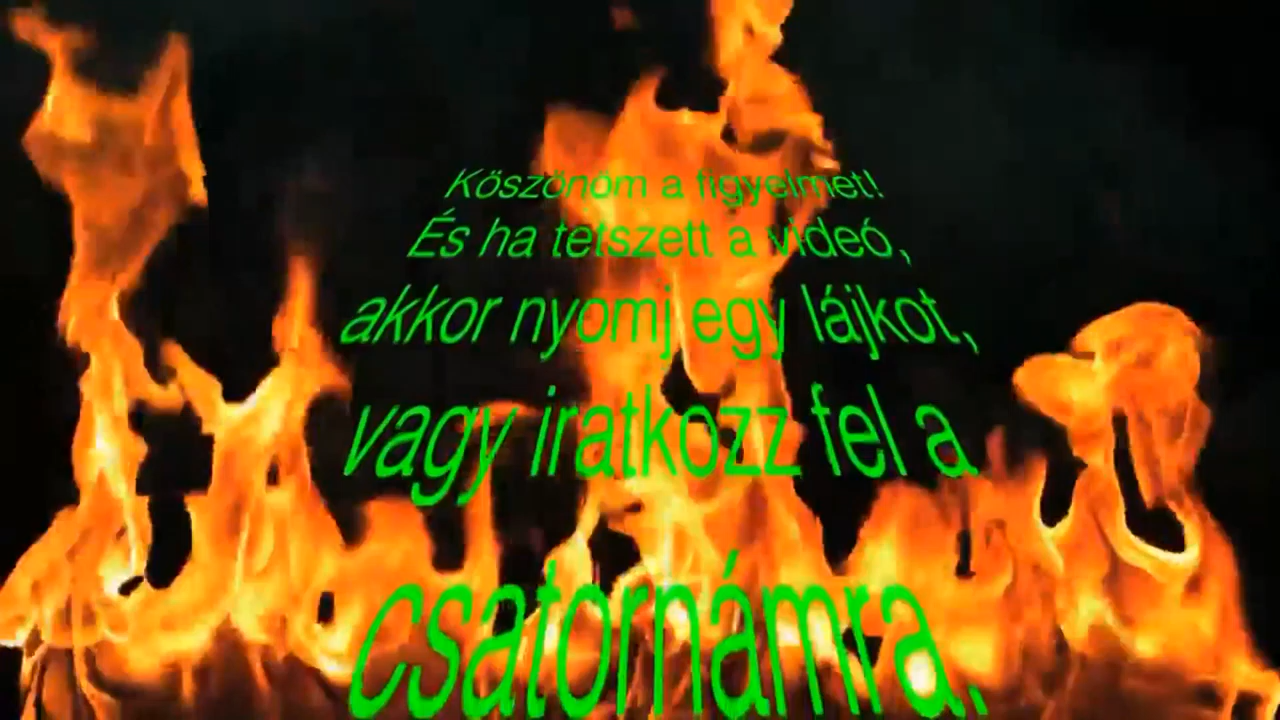 Köszönöm a figyelmet!
És ha tetszett a videó,
akkor nyomj egy lájkot,
vagy iratkozz fel a
csatornámra.